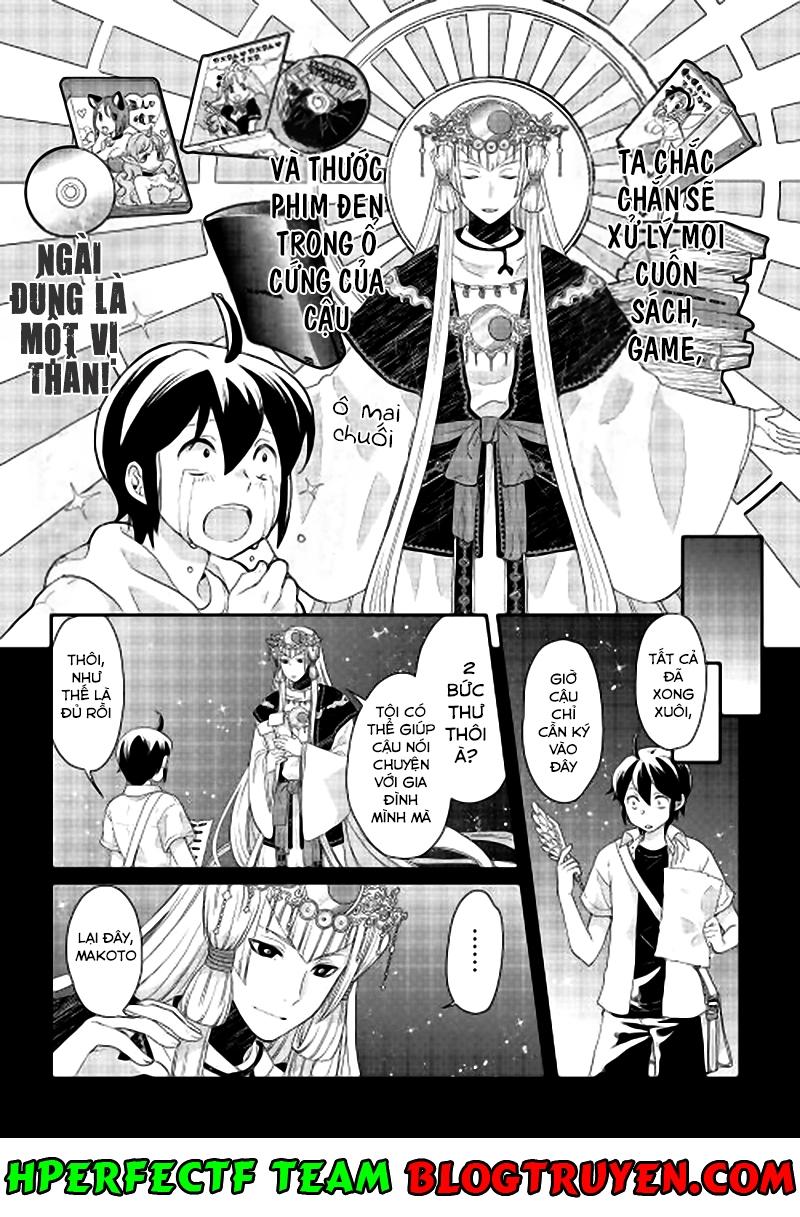 TA CHẮC
CHẮN SẼ
XỬ LÝ MỌI
CUỐN
SÁCH,
GAME,
VÀ THƯỚC
PHIM ĐEN
TRONG Ổ
CỨNG CỦA
CẬU
NGÀI
ĐÚNG LÀ
MỘT VỊ
THẦN!
Ô mai
chuối
TẤT CẢ
ĐÃ
XONG
XUÔI,
GIỜ
CẬU CHỈ
CẦN KÝ
VÀO
ĐÂY
2
BỨC
THƯ
THÔI
À?
TÔI CÓ
THỂ GIÚP
CẬU NÓI
CHUYỆN
VỚI GIA
ĐÌNH
MÌNH MÀ
THÔI,
NHƯ
THẾ LÀ
ĐỦ RỒI
........
LẠI ĐÂY,
MAKOTO
HPERFECTF TEAM BLOGTRUYEN.COM